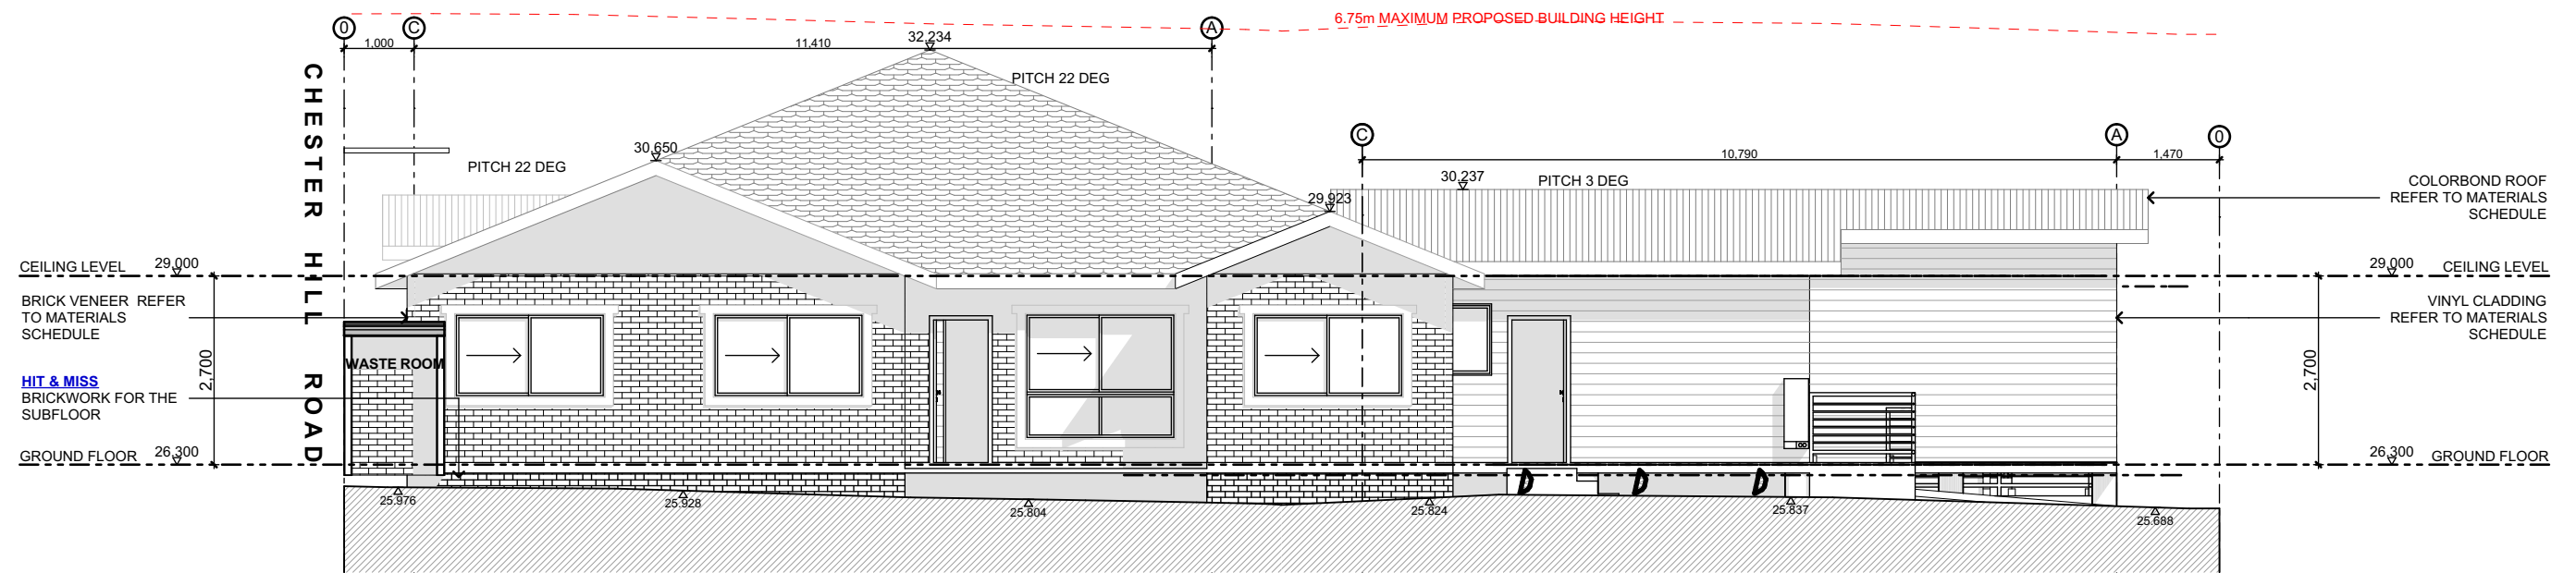 6.75m MAXIMUM PROPOSED BUILDING HEIGHT
0
C
A
1,000
11,410
32.234
PITCH 22 DEG
CHESTER HILL ROAD
30.650
PITCH 22 DEG
C
A
0
10,790
1,470
30.237
PITCH 3 DEG
29.923
COLORBOND ROOF
REFER TO MATERIALS
SCHEDULE
CEILING LEVEL
29.000
29.000
CEILING LEVEL
BRICK VENEER REFER
TO MATERIALS
SCHEDULE
VINYL CLADDING
REFER TO MATERIALS
SCHEDULE
WASTE ROOM
2,700
2,700
HIT & MISS
BRICKWORK FOR THE
SUBFLOOR
GROUND FLOOR
26.300
26.300
GROUND FLOOR
25.976
25.928
25.804
25.824
25.837
25.688